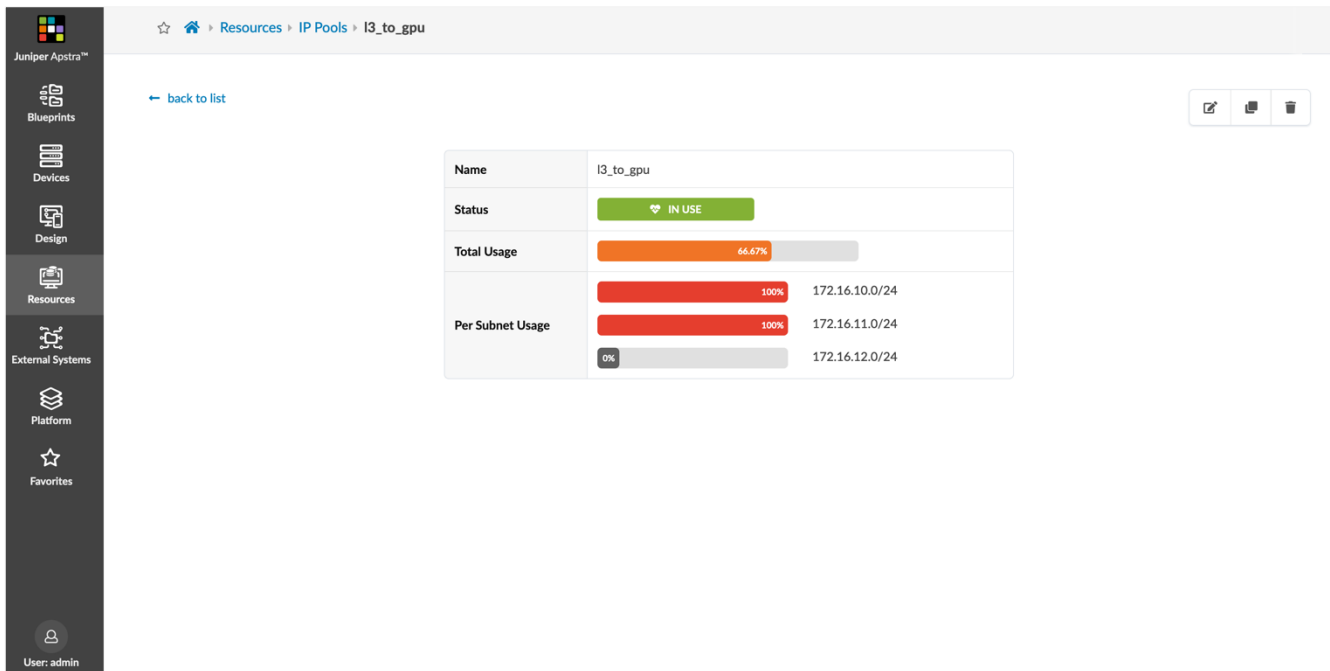 Juniper Apstra™
Blueprints
Devices
Design
Resources
External Systems
Platform
Favorites
User: admin
Resources IP Pools l3_to_gpu
back to list
Name l3_to_gpu
Status IN USE
Total Usage 66.67%
Per Subnet Usage
100% 172.16.10.0/24
100% 172.16.11.0/24
0% 172.16.12.0/24